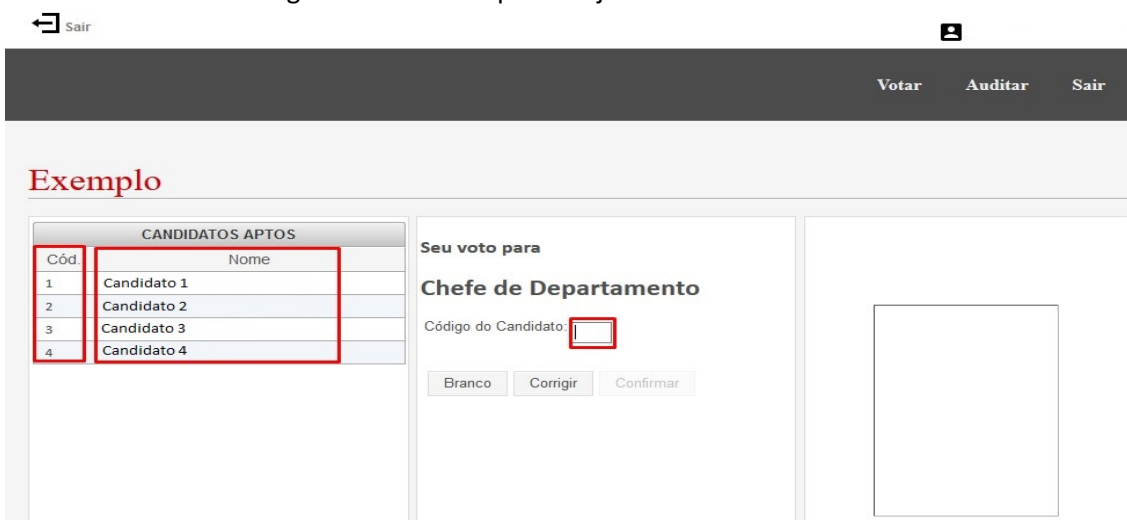 Sair
Votar Auditar Sair
Exemplo
CANDIDATOS APTOS
Cód. Nome
1 Candidato 1
2 Candidato 2
3 Candidato 3
4 Candidato 4
Seu voto para
Chefe de Departamento
Código do Candidato:
Branco Corrigir Confirmar